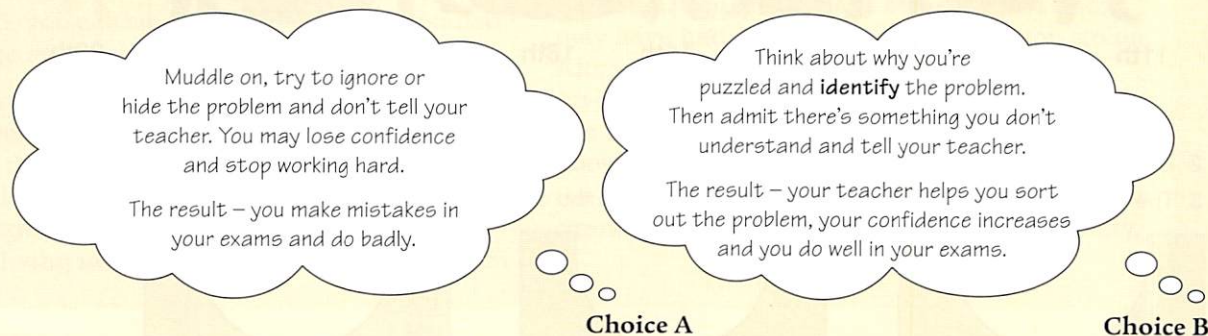 Muddle on, try to ignore or
hide the problem and don't tell your
teacher. You may lose confidence
and stop working hard.
The result – you make mistakes in
your exams and do badly.
Choice A
Think about why you're
puzzled and identify the problem.
Then admit there's something you don't
understand and tell your teacher.
The result – your teacher helps you sort
out the problem, your confidence increases
and you do well in your exams.
Choice B